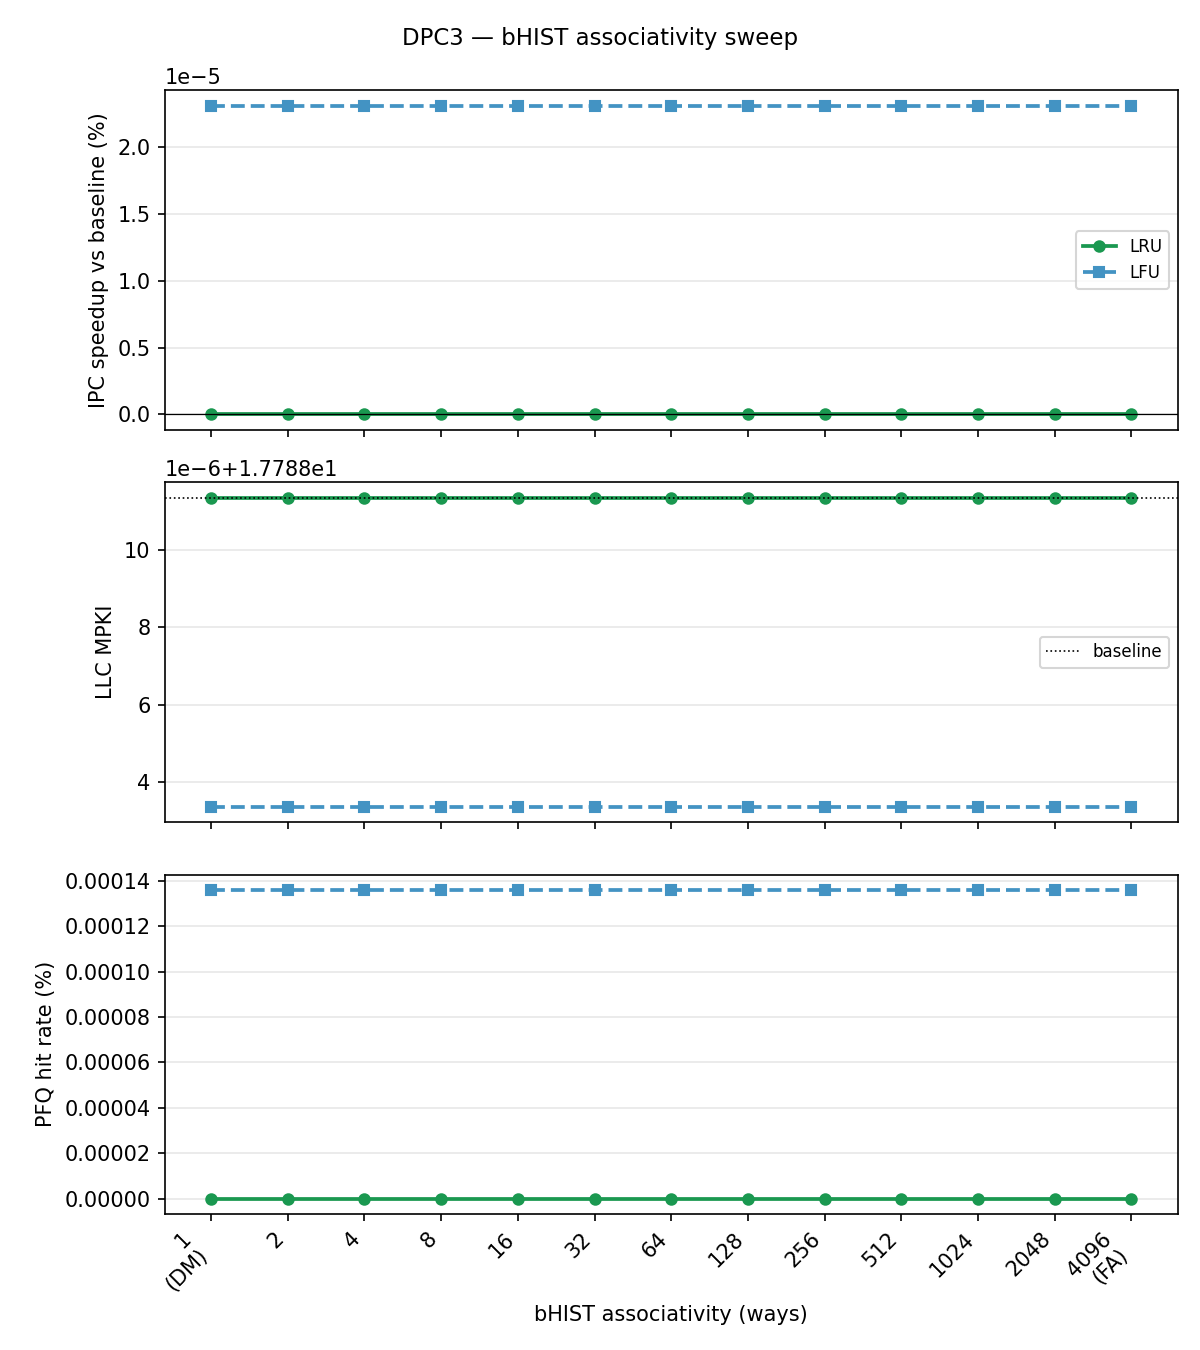 DPC3 — bHIST associativity sweep
1e−5
IPC speedup vs baseline (%)
2.0
1.5
1.0
0.5
0.0
LRU
LFU
1e−6+1.7788e1
LLC MPKI
10
8
6
4
baseline
PFQ hit rate (%)
0.00014
0.00012
0.00010
0.00008
0.00006
0.00004
0.00002
0.00000
1
(DM)
2
4
8
16
32
64
128
256
512
1024
2048
4096
(FA)
bHIST associativity (ways)